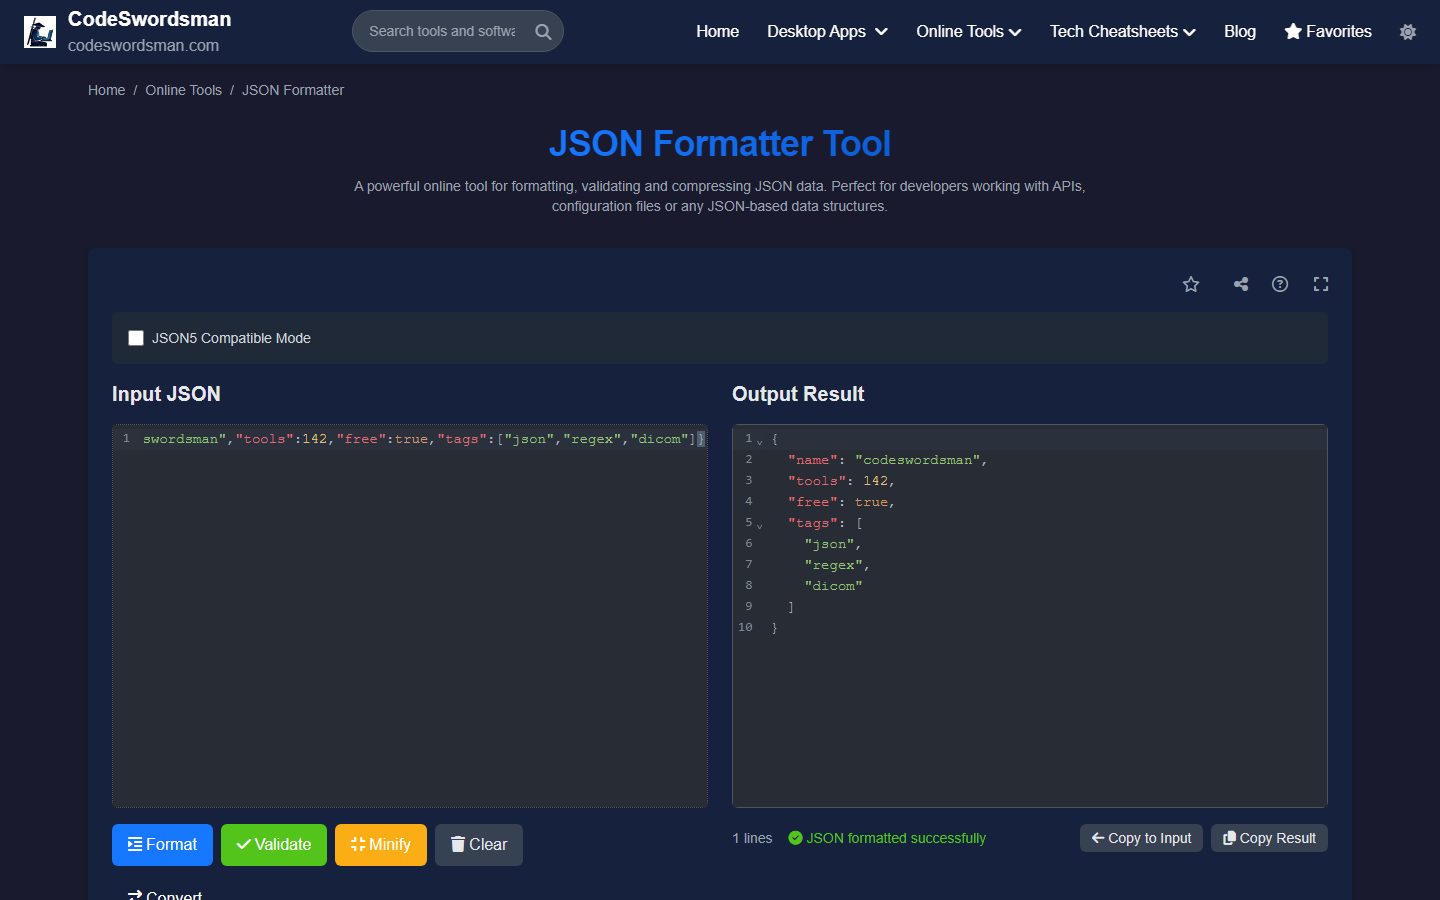 CodeSwordsman
codeswordsman.com
Search tools and softwa
Home
Desktop Apps
Online Tools
Tech Cheatsheets
Blog
Favorites
Home / Online Tools / JSON Formatter
JSON Formatter Tool
A powerful online tool for formatting, validating and compressing JSON data. Perfect for developers working with APIs,
configuration files or any JSON-based data structures.
JSON5 Compatible Mode
Input JSON
1 swordsman","tools":142,"free":true,"tags":["json","regex","dicom"]}
Format
Validate
Minify
Clear
Convert
Output Result
1 {
2 "name": "codeswordsman",
3 "tools": 142,
4 "free": true,
5 "tags": [
6 "json",
7 "regex",
8 "dicom"
9 ]
10 }
1 lines
JSON formatted successfully
Copy to Input
Copy Result